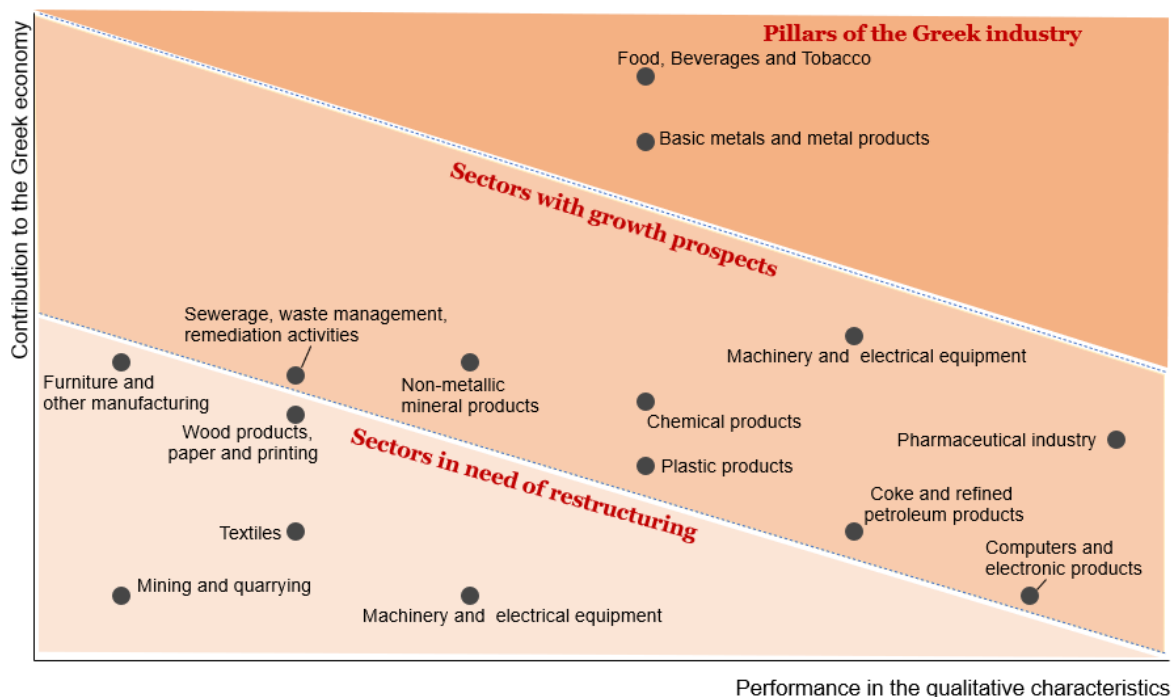 Pillars of the Greek industry
Food, Beverages and Tobacco
Basic metals and metal products
Sectors with growth prospects
Contribution to the Greek economy
Sewerage, waste management,
remediation activities
Machinery and  electrical equipment
Furniture and
other manufacturing
Non-metallic
mineral products
Chemical products
Wood products,
paper and printing
Sectors in need of restructuring
Pharmaceutical industry
Plastic products
Coke and refined
petroleum products
Textiles
Computers and
electronic products
Mining and quarrying
Machinery and  electrical equipment
Performance in the qualitative characteristics